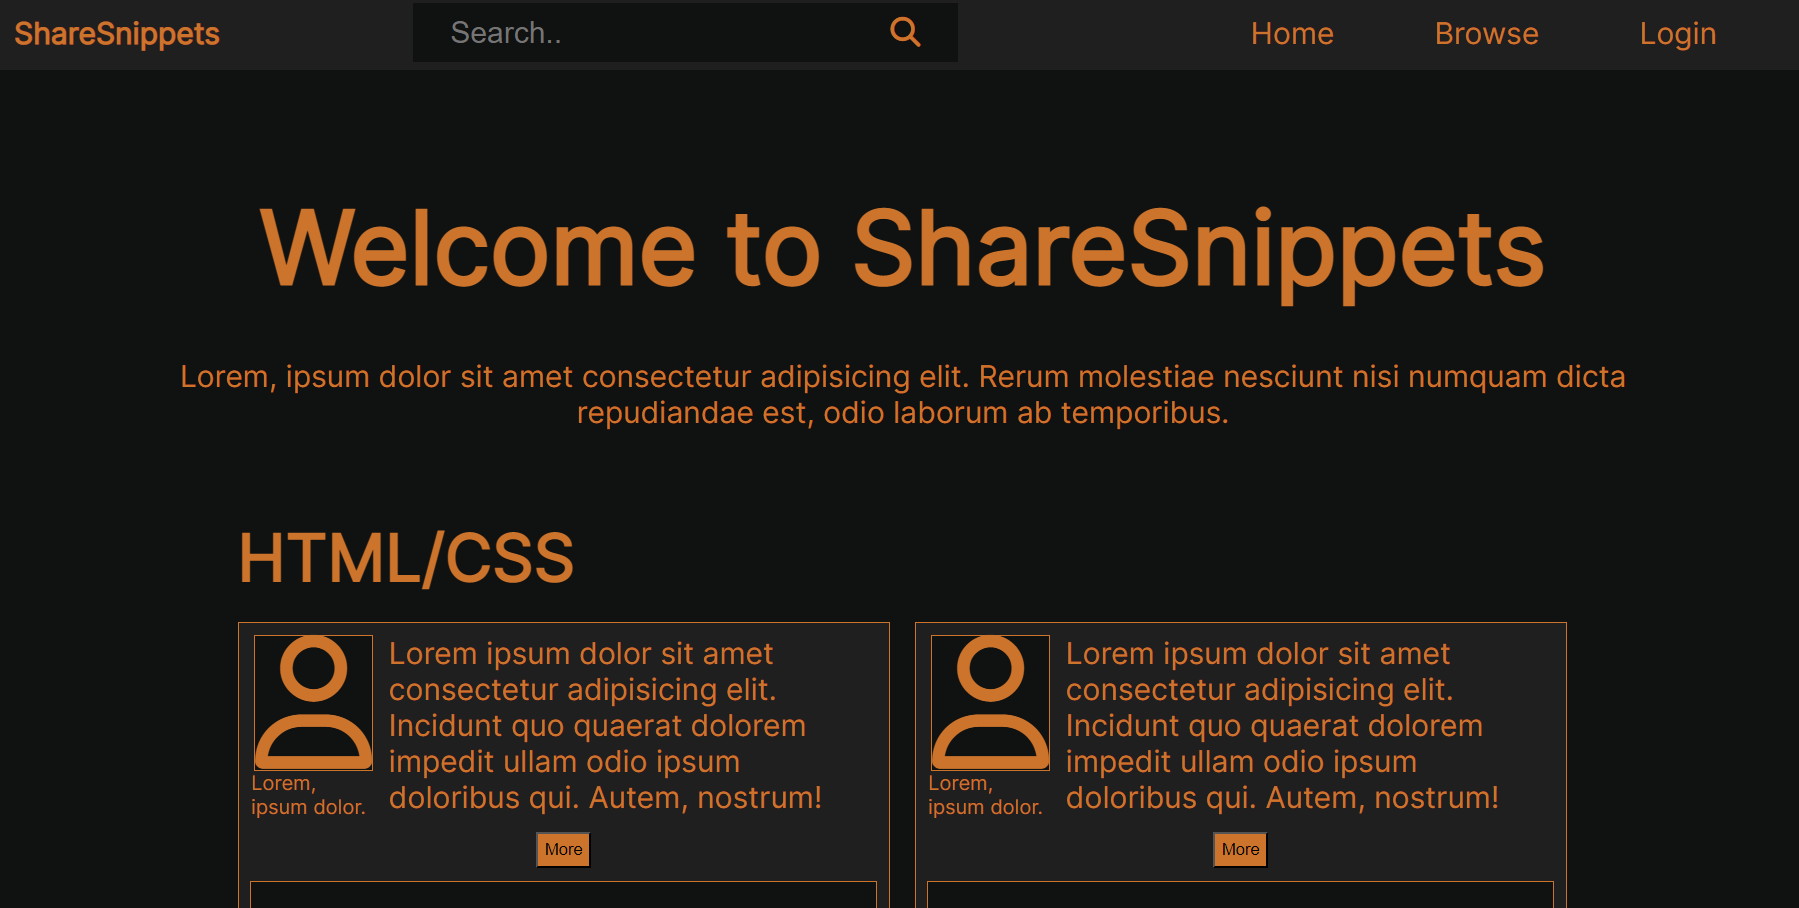 ShareSnippets
Search..
Home
Browse
Login
Welcome to ShareSnippets
Lorem, ipsum dolor sit amet consectetur adipisicing elit. Rerum molestiae nesciunt nisi numquam dicta
repudiandae est, odio laborum ab temporibus.
HTML/CSS
Lorem ipsum dolor sit amet
consectetur adipisicing elit.
Incidunt quo quaerat dolorem
impedit ullam odio ipsum
doloribus qui. Autem, nostrum!
Lorem,
ipsum dolor.
More
Lorem ipsum dolor sit amet
consectetur adipisicing elit.
Incidunt quo quaerat dolorem
impedit ullam odio ipsum
doloribus qui. Autem, nostrum!
Lorem,
ipsum dolor.
More